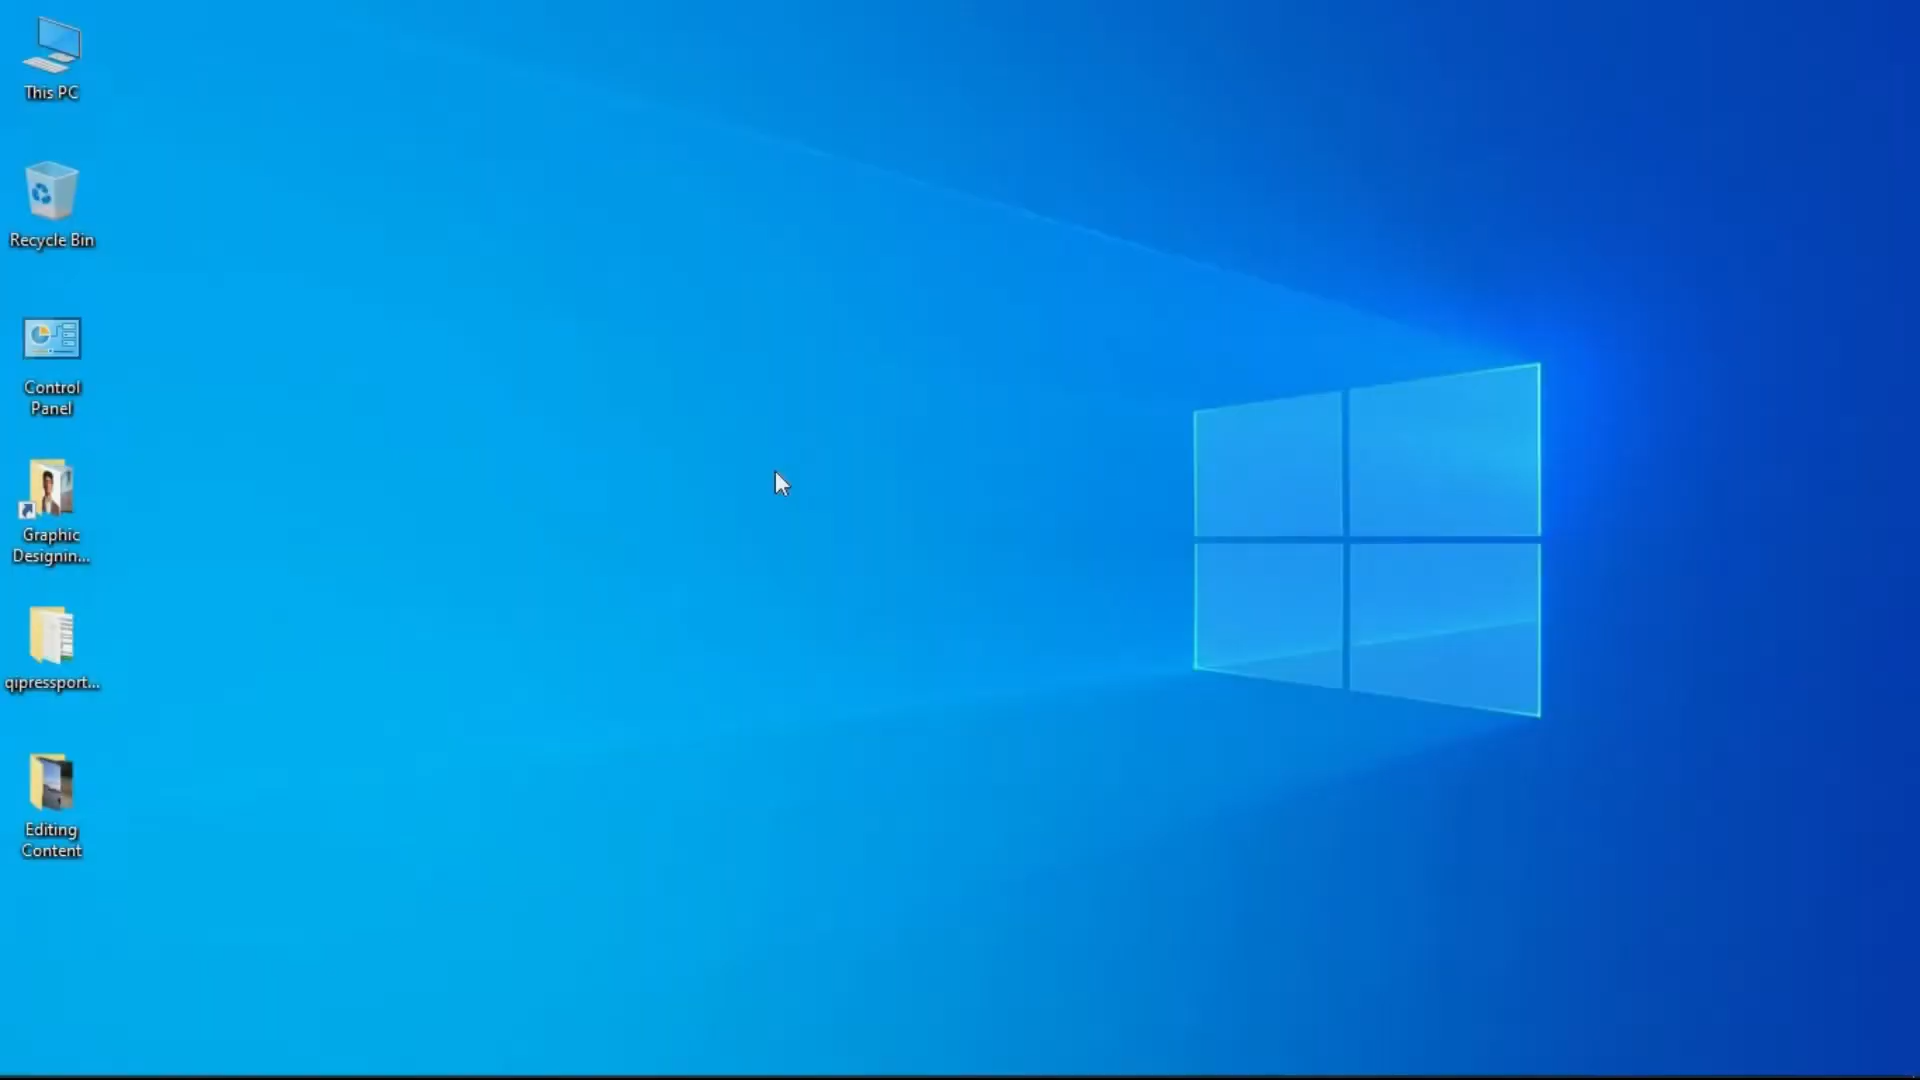 This PC
Recycle Bin
Control
Panel
Graphic
Designin...
qipressport...
Editing
Content